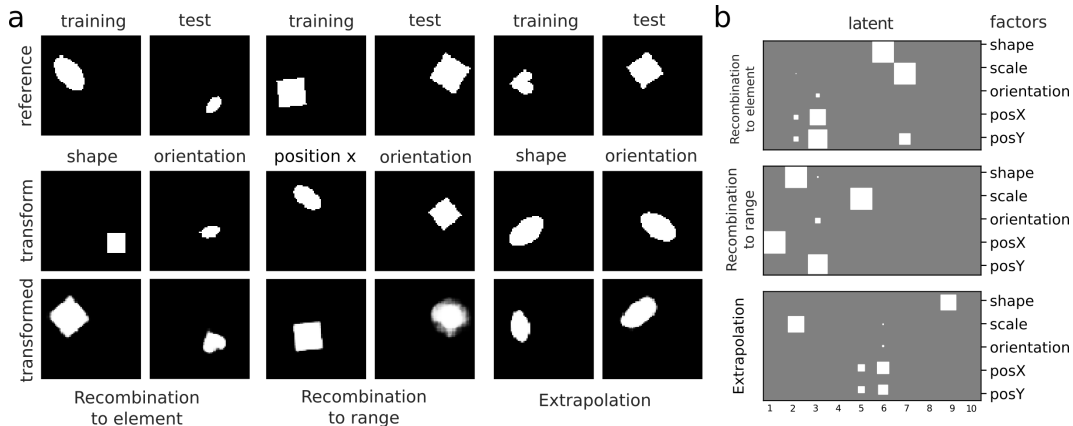 a
training test training test training test
reference
shape orientation position x orientation shape orientation
transform
transformed
Recombination
to element
Recombination
to range
Extrapolation
b
latent
factors
Recombination
to element
shape
scale
orientation
posX
posY
Recombination
to range
shape
scale
orientation
posX
posY
Extrapolation
shape
scale
orientation
posX
posY
1 2 3 4 5 6 7 8 9 10